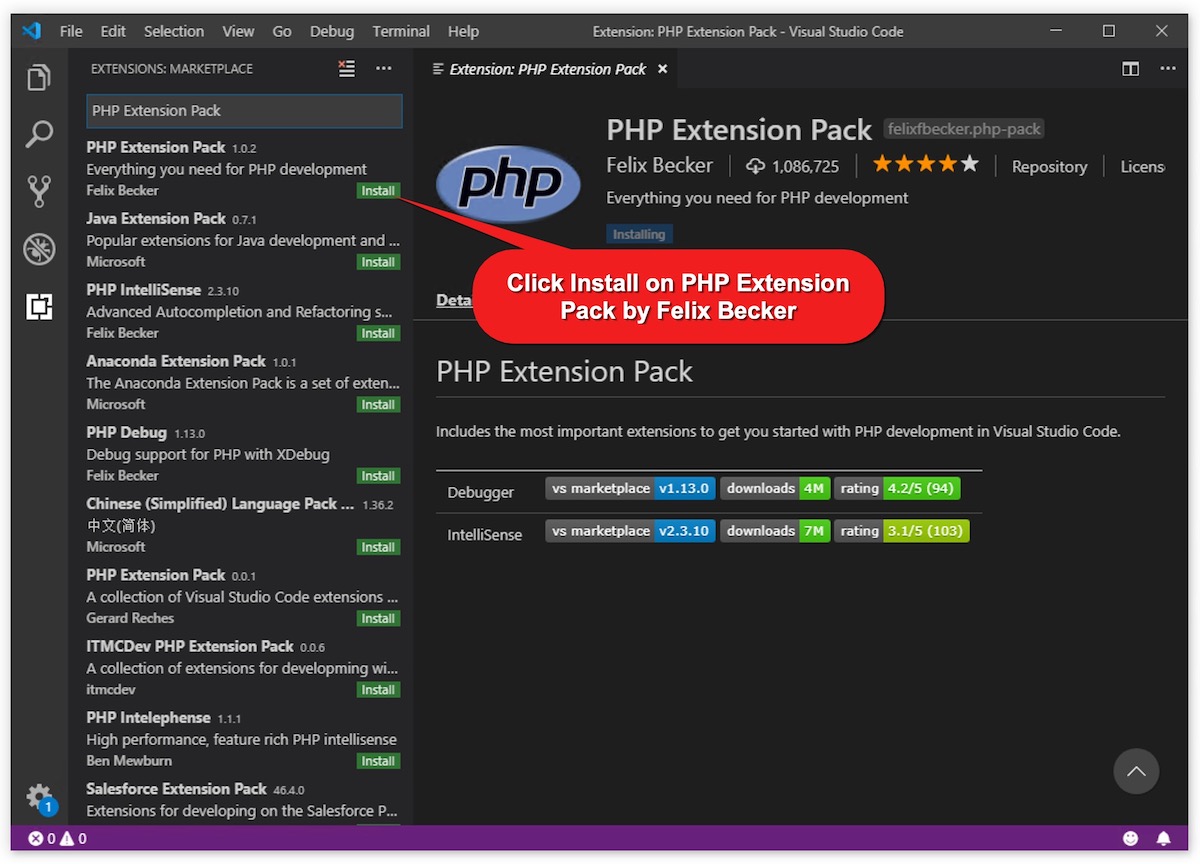 File Edit Selection View Go Debug Terminal Help Extension: PHP Extension Pack - Visual Studio Code
EXTENSIONS: MARKETPLACE
Extension: PHP Extension Pack
PHP Extension Pack
PHP Extension Pack 1.0.2
Everything you need for PHP development
Felix Becker Install
Java Extension Pack 0.7.1
Popular extensions for Java development and ...
Microsoft Install
PHP IntelliSense 2.3.10
Advanced Autocompletion and Refactoring s...
Felix Becker Install
Anaconda Extension Pack 1.0.1
The Anaconda Extension Pack is a set of exten...
Microsoft Install
PHP Debug 1.13.0
Debug support for PHP with XDebug
Felix Becker Install
Chinese (Simplified) Language Pack ... 1.36.2
中文(简体)
Microsoft Install
PHP Extension Pack 0.0.1
A collection of Visual Studio Code extensions ...
Gerard Reches Install
ITMCDev PHP Extension Pack 0.0.6
A collection of extensions for developming wi...
itmcdev Install
PHP Intelephense 1.1.1
High performance, feature rich PHP intellisense
Ben Mewburn Install
Salesforce Extension Pack 46.4.0
Extensions for developing on the Salesforce P...
php
PHP Extension Pack felixfbecker.php-pack
Felix Becker 1,086,725 Repository Licens
Everything you need for PHP development
Installing
Click Install on PHP Extension
Pack by Felix Becker
Detai
PHP Extension Pack
Includes the most important extensions to get you started with PHP development in Visual Studio Code.
Debugger vs marketplace v1.13.0 downloads 4M rating 4.2/5 (94)
IntelliSense vs marketplace v2.3.10 downloads 7M rating 3.1/5 (103)
1
0 0